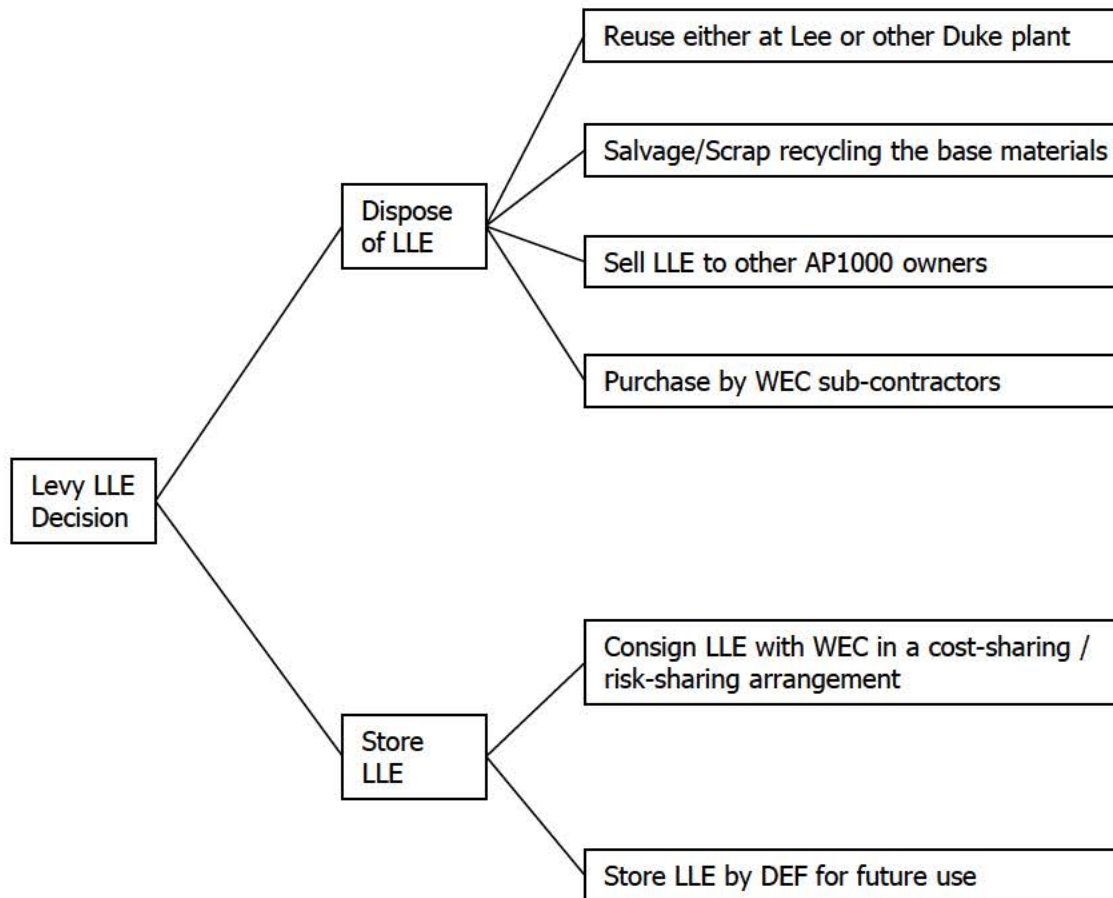 Reuse either at Lee or other Duke plant
Salvage/Scrap recycling the base materials
Dispose
of LLE
Sell LLE to other AP1000 owners
Purchase by WEC sub-contractors
Levy LLE
Decision
Consign LLE with WEC in a cost-sharing /
risk-sharing arrangement
Store
LLE
Store LLE by DEF for future use